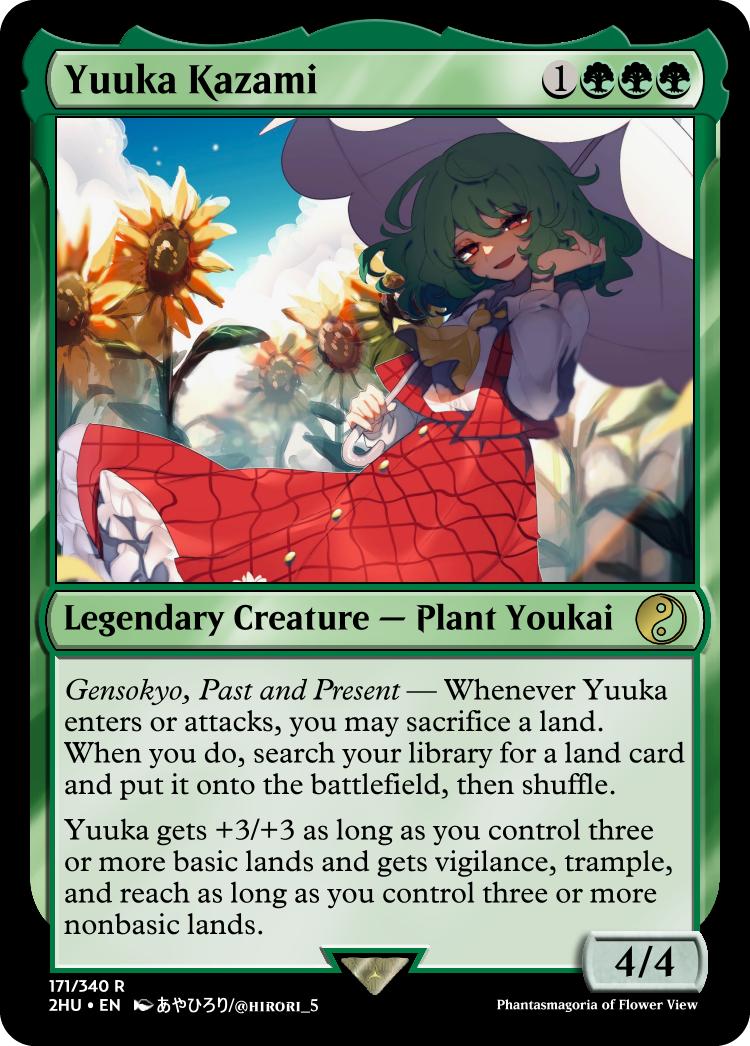 Yuuka Kazami
1
Legendary Creature — Plant Youkai
Gensokyo, Past and Present — Whenever Yuuka
enters or attacks, you may sacrifice a land.
When you do, search your library for a land card
and put it onto the battlefield, then shuffle.
Yuuka gets +3/+3 as long as you control three
or more basic lands and gets vigilance, trample,
and reach as long as you control three or more
nonbasic lands.
4/4
171/340 R
2HU • EN あやひろり/@HIRORI_5
Phantasmagoria of Flower View